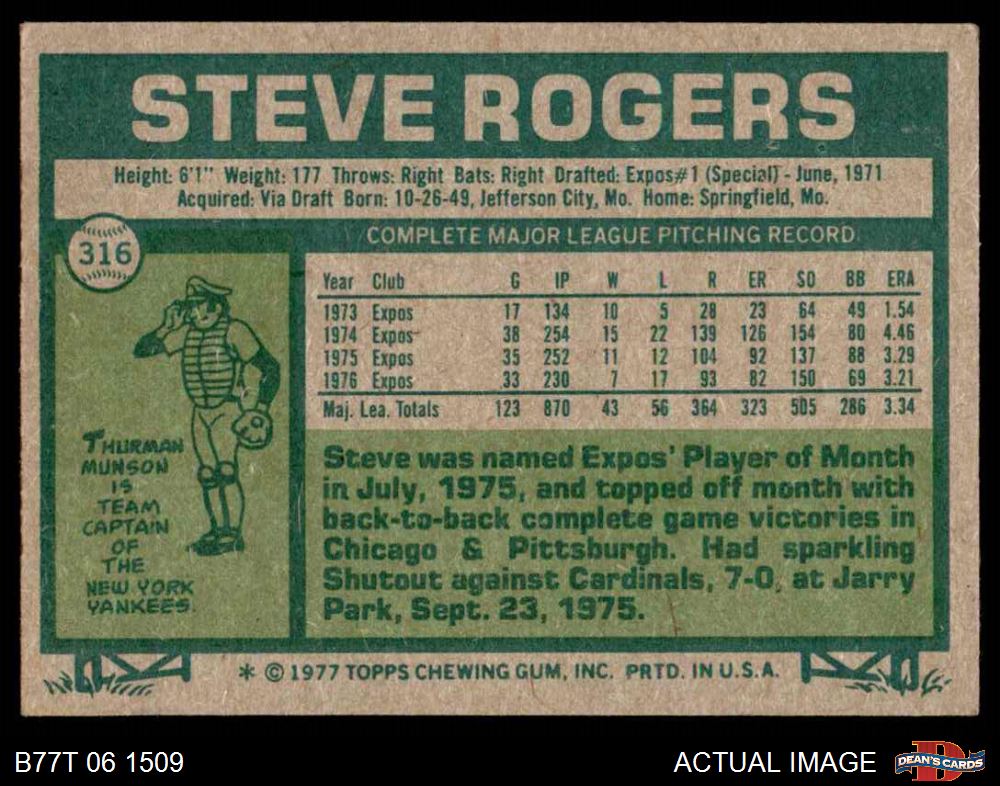 STEVE ROGERS
Height: 6'1" Weight: 177 Throws: Right Bats: Right Drafted: Expos#1 (Special) - June, 1971
Acquired: Via Draft Born: 10-26-49, Jefferson City, Mo. Home: Springfield, Mo.
316
COMPLETE MAJOR LEAGUE PITCHING RECORD
Year Club G IP W L R ER SO BB ERA
1973 Expos 17 134 10 5 28 23 64 49 1.54
1974 Expos 38 254 15 22 139 126 154 80 4.46
1975 Expos 35 252 11 12 104 92 137 88 3.29
1976 Expos 33 230 7 17 93 82 150 69 3.21
Maj. Lea. Totals 123 870 43 56 364 323 505 286 3.34
THURMAN
MUNSON
IS
TEAM
CAPTAIN
OF
THE
NEW YORK
YANKEES.
Steve was named Expos' Player of Month
in July, 1975, and topped off month with
back-to-back complete game victories in
Chicago & Pittsburgh. Had sparkling
Shutout against Cardinals, 7-0, at Jarry
Park, Sept. 23, 1975.
* © 1977 TOPPS CHEWING GUM, INC. PRTD. IN U.S.A.
B77T 06 1509
ACTUAL IMAGE
D
DEAN'S CARDS